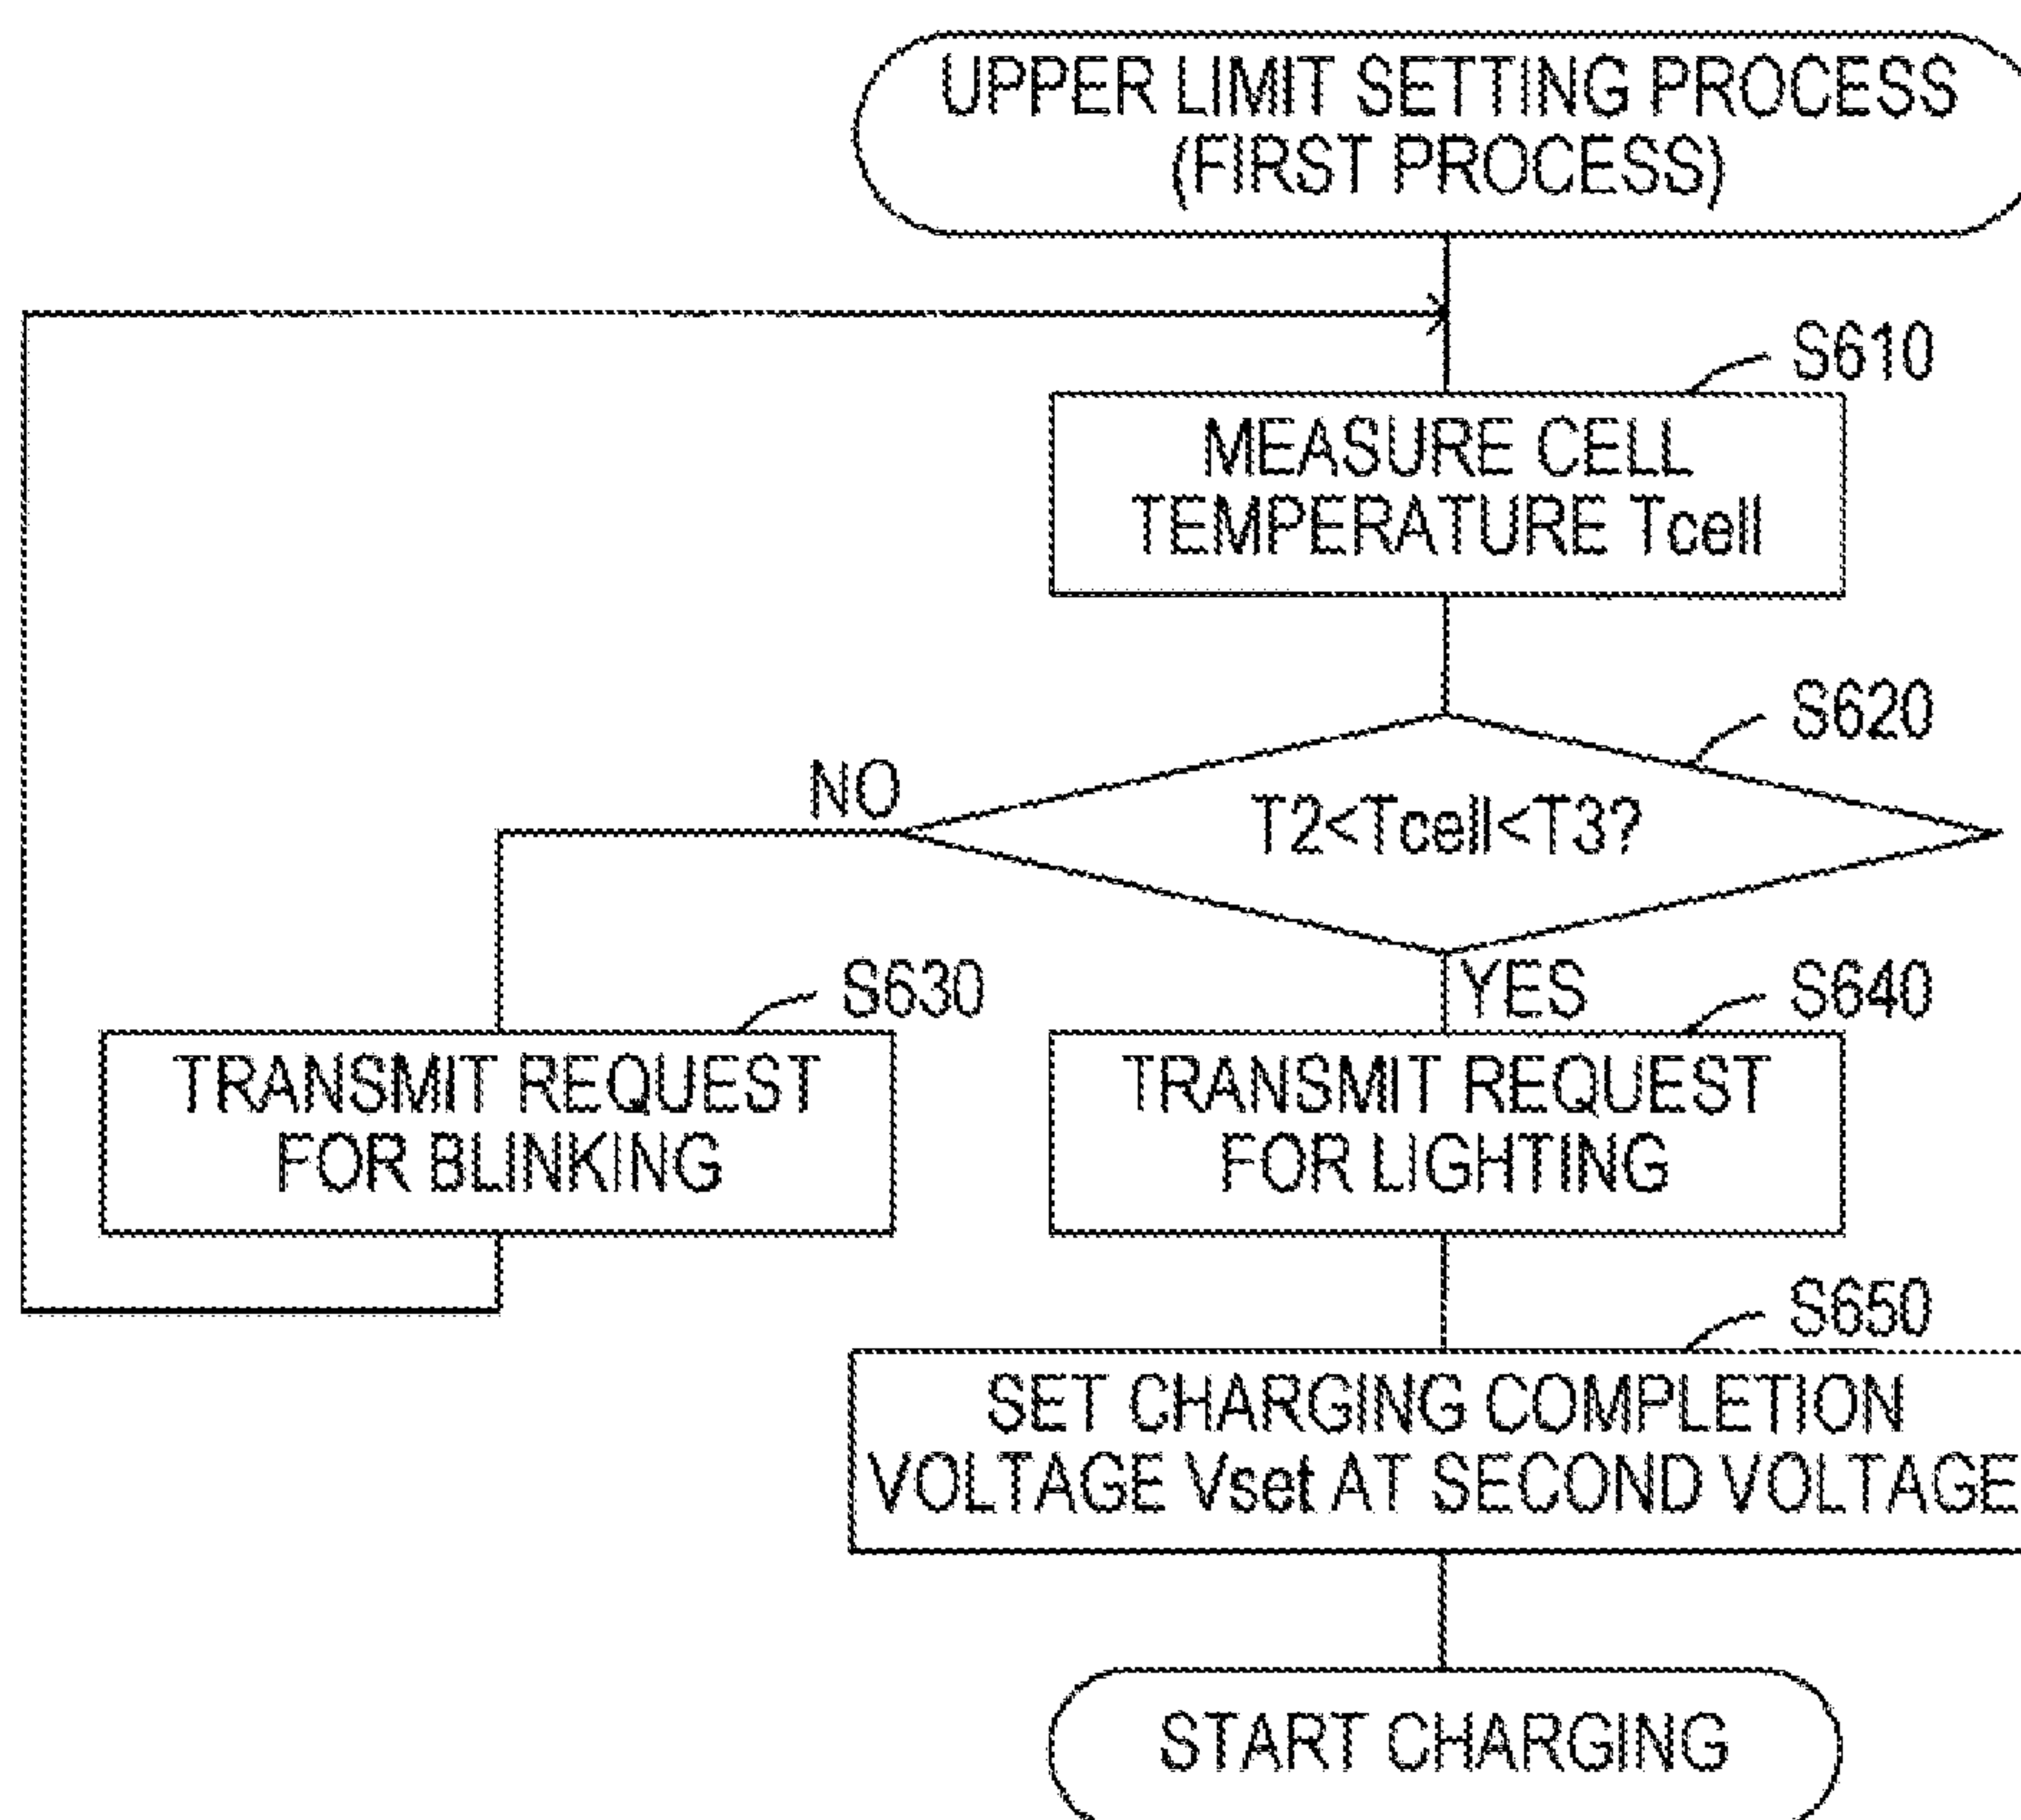 UPPER LIMIT SETTING PROCESS
(FIRST PROCESS)
S610
MEASURE CELL
TEMPERATURE Tcell
S620
NO
T2<Tcell<T3?
YES
S630
S640
TRANSMIT REQUEST
FOR BLINKING
TRANSMIT REQUEST
FOR LIGHTING
S650
SET CHARGING COMPLETION
VOLTAGE Vset AT SECOND VOLTAGE
START CHARGING